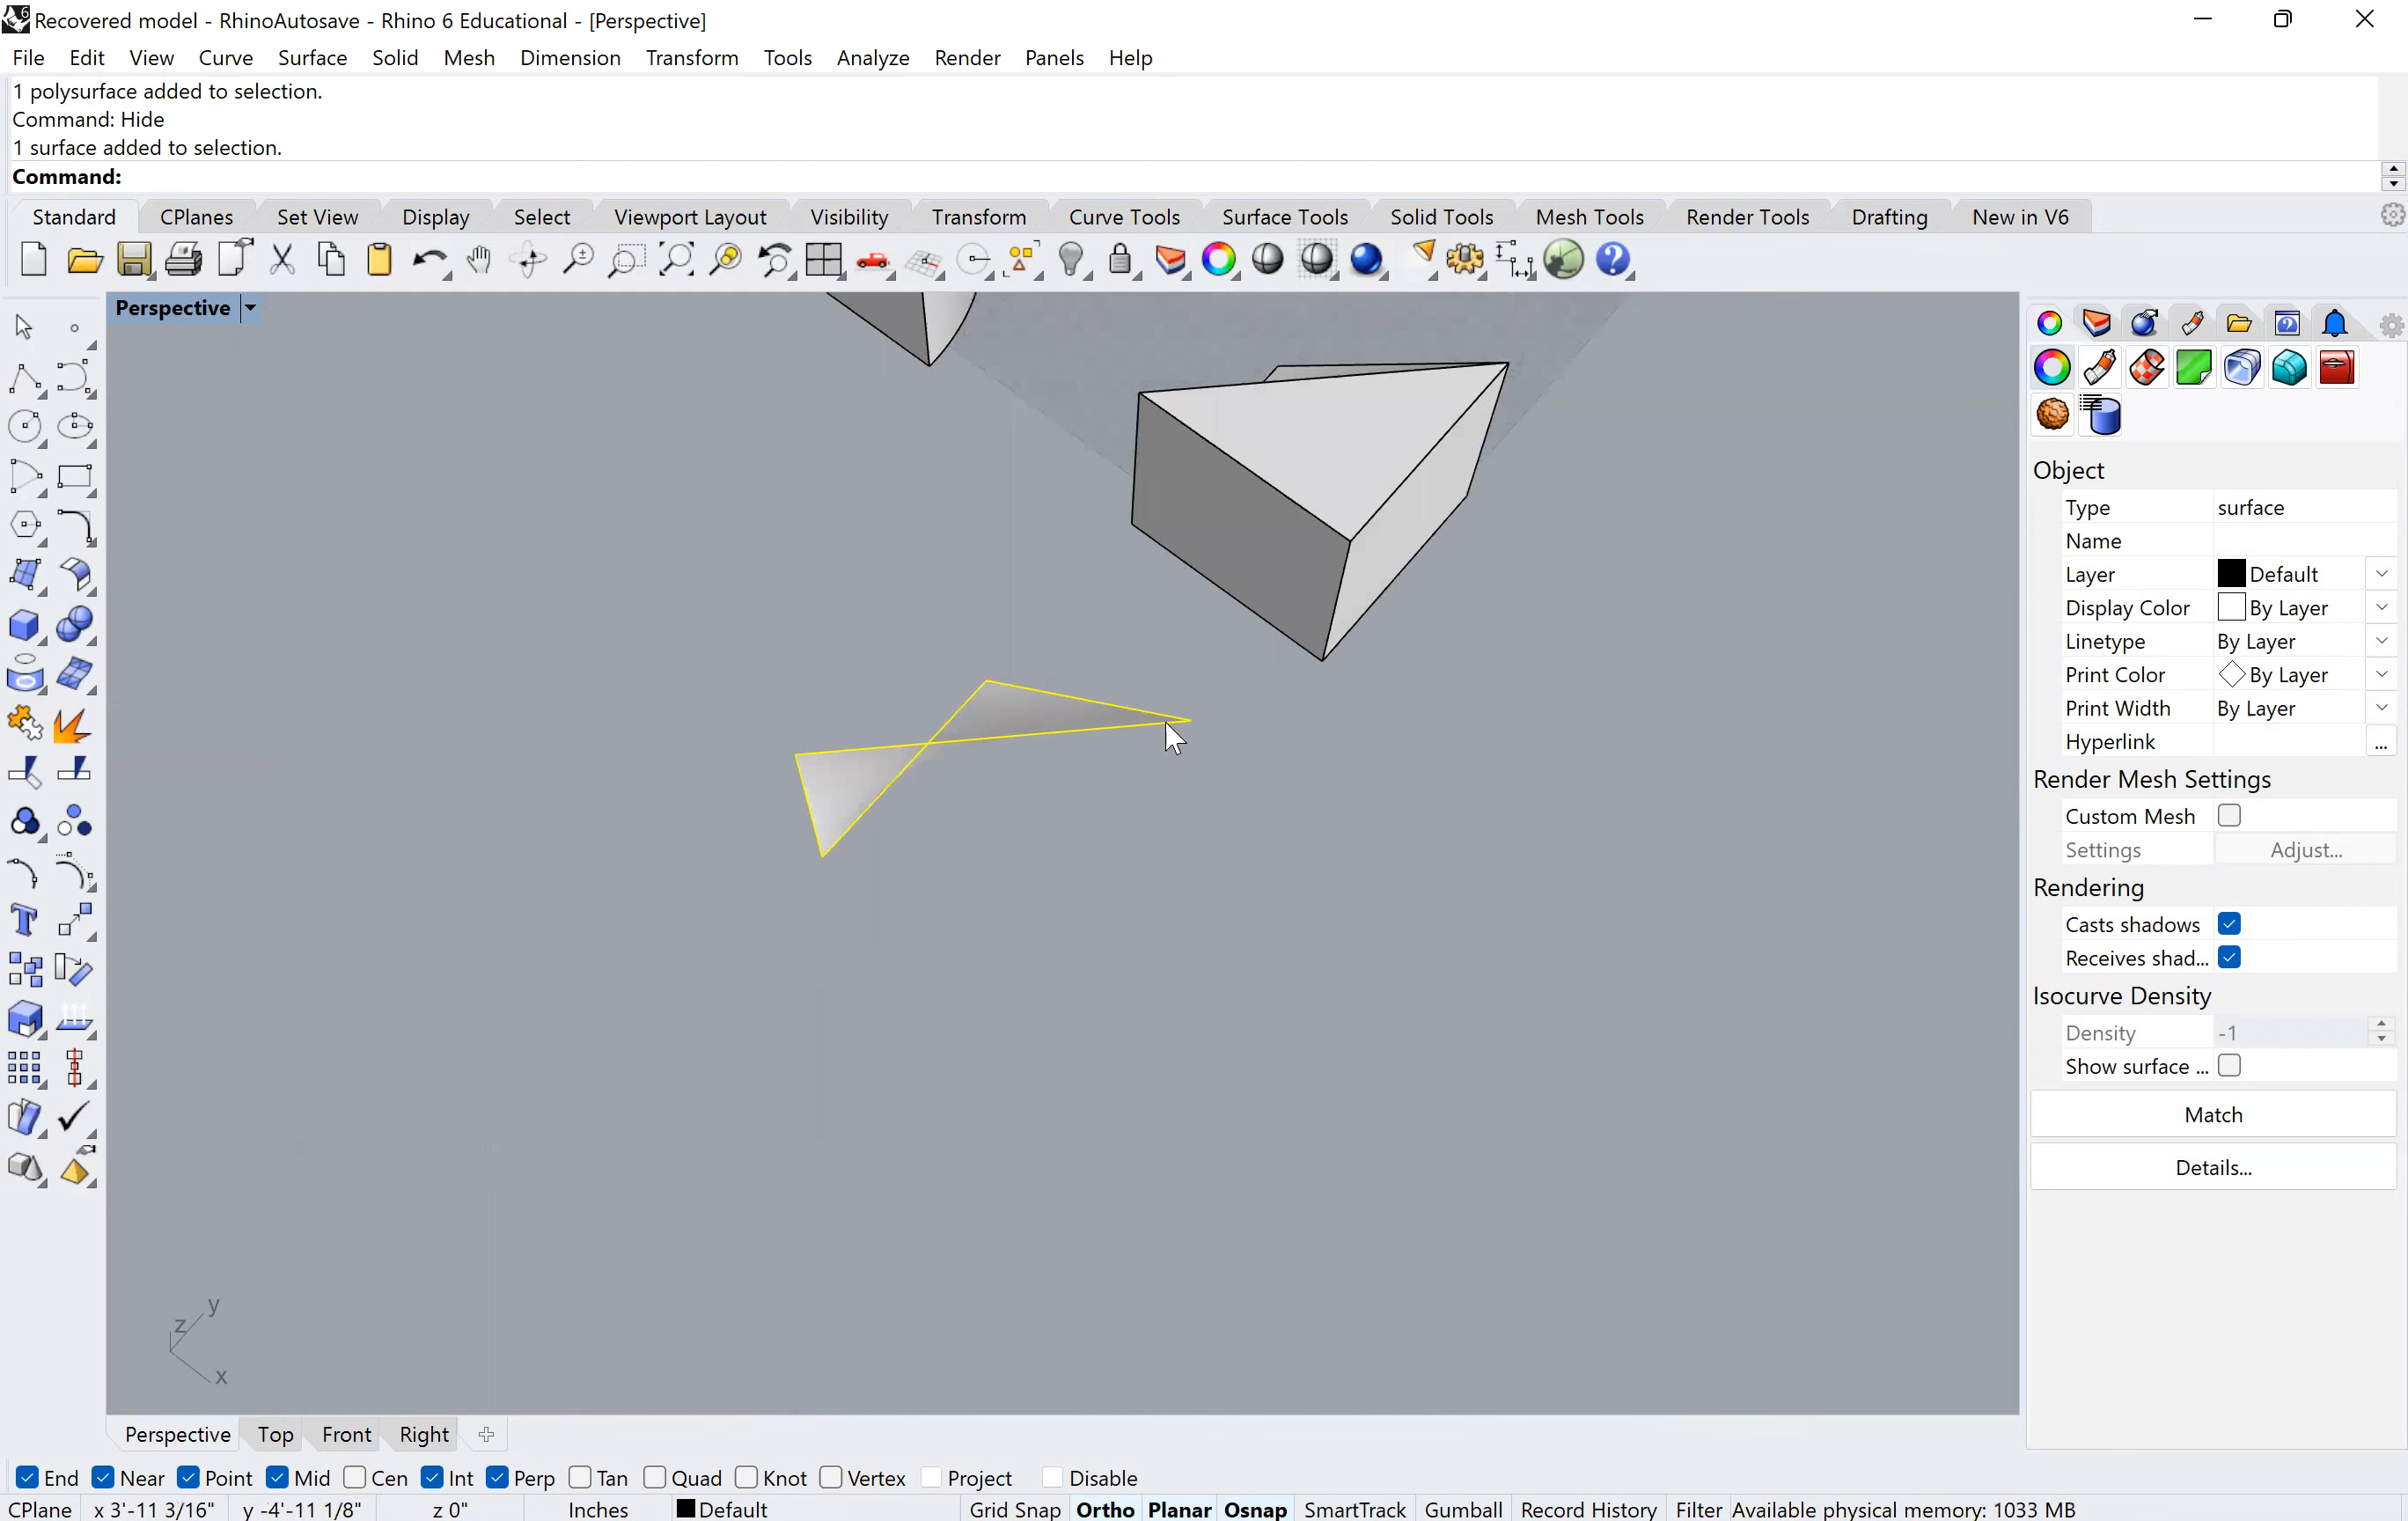 Recovered model - RhinoAutosave - Rhino 6 Educational - [Perspective]
File Edit View Curve Surface Solid Mesh Dimension Transform Tools Analyze Render Panels Help
1 polysurface added to selection.
Command: Hide
1 surface added to selection.
Command:
Standard CPlanes Set View Display Select Viewport Layout Visibility Transform Curve Tools Surface Tools Solid Tools Mesh Tools Render Tools Drafting New in V6
Perspective
Object
Type surface
Name
Layer Default
Display Color By Layer
Linetype By Layer
Print Color By Layer
Print Width By Layer
Hyperlink ...
Render Mesh Settings
Custom Mesh
Settings Adjust...
Rendering
Casts shadows
Receives shad...
Isocurve Density
Density -1
Show surface ...
Match
Details...
z y x
Perspective Top Front Right
End Near Point Mid Cen Int Perp Tan Quad Knot Vertex Project Disable
CPlane x 3'-11 3/16" y -4'-11 1/8" z 0" Inches Default Grid Snap Ortho Planar Osnap SmartTrack Gumball Record History Filter Available physical memory: 1033 MB